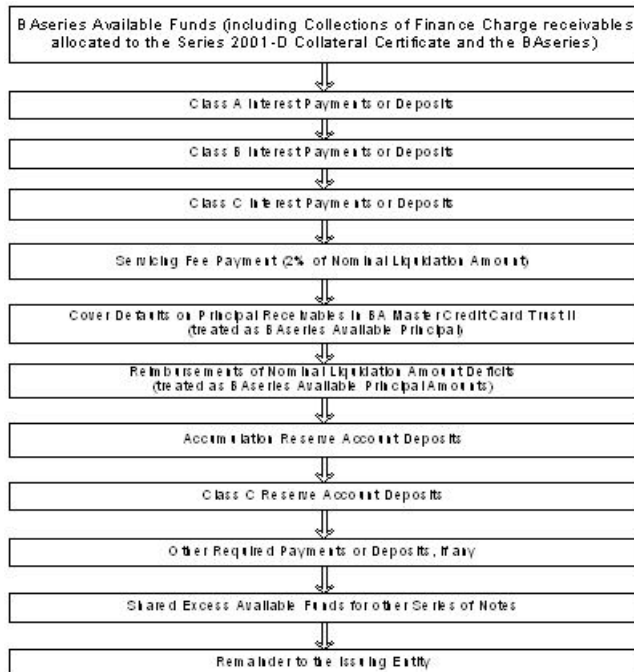 BAseries Available Funds (including Collections of Finance Charge receivables
allocated to the Series 2001-D Collateral Certificate and the BAseries)
Class A Interest Payments or Deposits
Class B Interest Payments or Deposits
Class C Interest Payments or Deposits
Servicing Fee Payment (2% of Nominal Liquidation Amount)
Cover Defaults on Principal Receivables in BA Master Credit Card Trust II
(treated as BAseries Available Principal)
Reimbursements of Nominal Liquidation Amount Deficits
(treated as BAseries Available Principal Amounts)
Accumulation Reserve Account Deposits
Class C Reserve Account Deposits
Other Required Payments or Deposits, if any
Shared Excess Available Funds for other Series of Notes
Remainder to the Issuing Entity